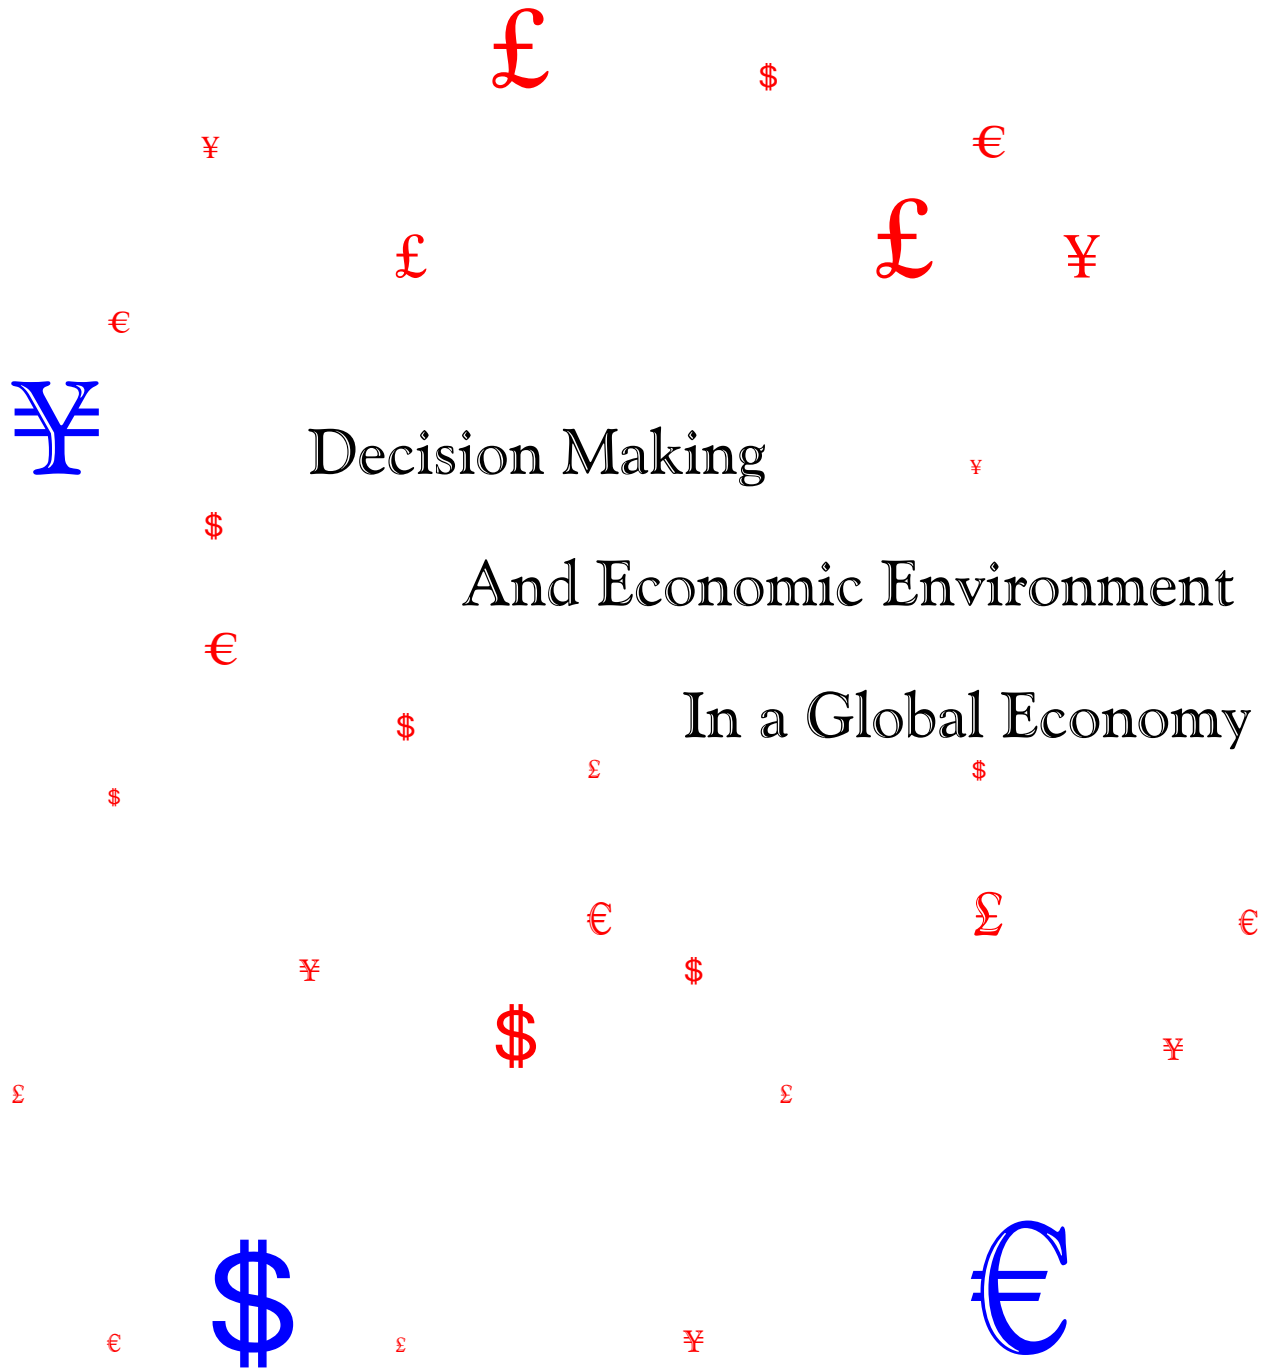 £
$
¥ €
£ £ ¥
€
¥
Decision Making
¥
$
And Economic Environment
€
In a Global Economy
$
£ $
$
€ £ €
¥ $
$
¥
£ £
$ €
€ £ ¥